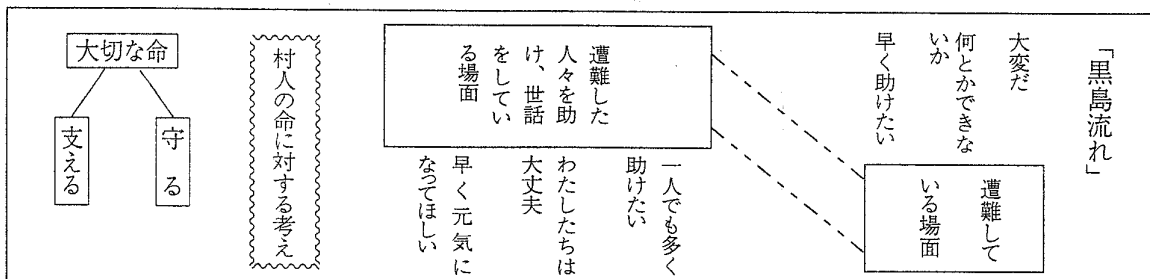 「黒島流れ」
大変だ
何とかできな
いか
早く助けたい
遭難して
いる場面
遭難した
人々を助
け、世話
をしてい
る場面
一人でも多く
助けたい
わたしたちは
大丈夫
早く元気に
なってほしい
村人の命に対する考え
大切な命
守る
支える